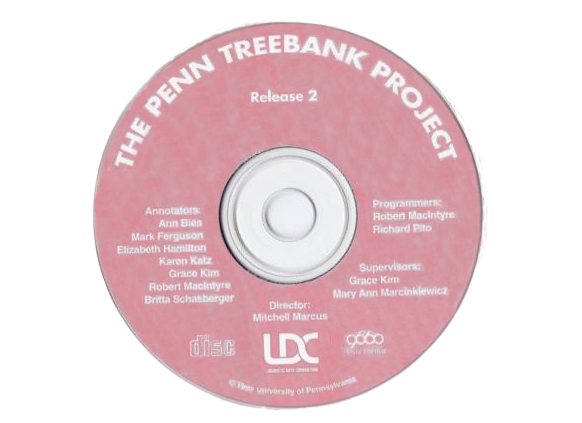 THE PENN TREEBANK PROJECT
Release 2
Annotators:
Ann Bies
Mark Ferguson
Elizabeth Hamilton
Karen Katz
Grace Kim
Robert MacIntyre
Britta Schasberger
Programmers:
Robert MacIntyre
Richard Pito
Supervisors:
Grace Kim
Mary Ann Marcinkiewicz
Director:
Mitchell Marcus
disc
LDC
9660
© University of Pennsylvania